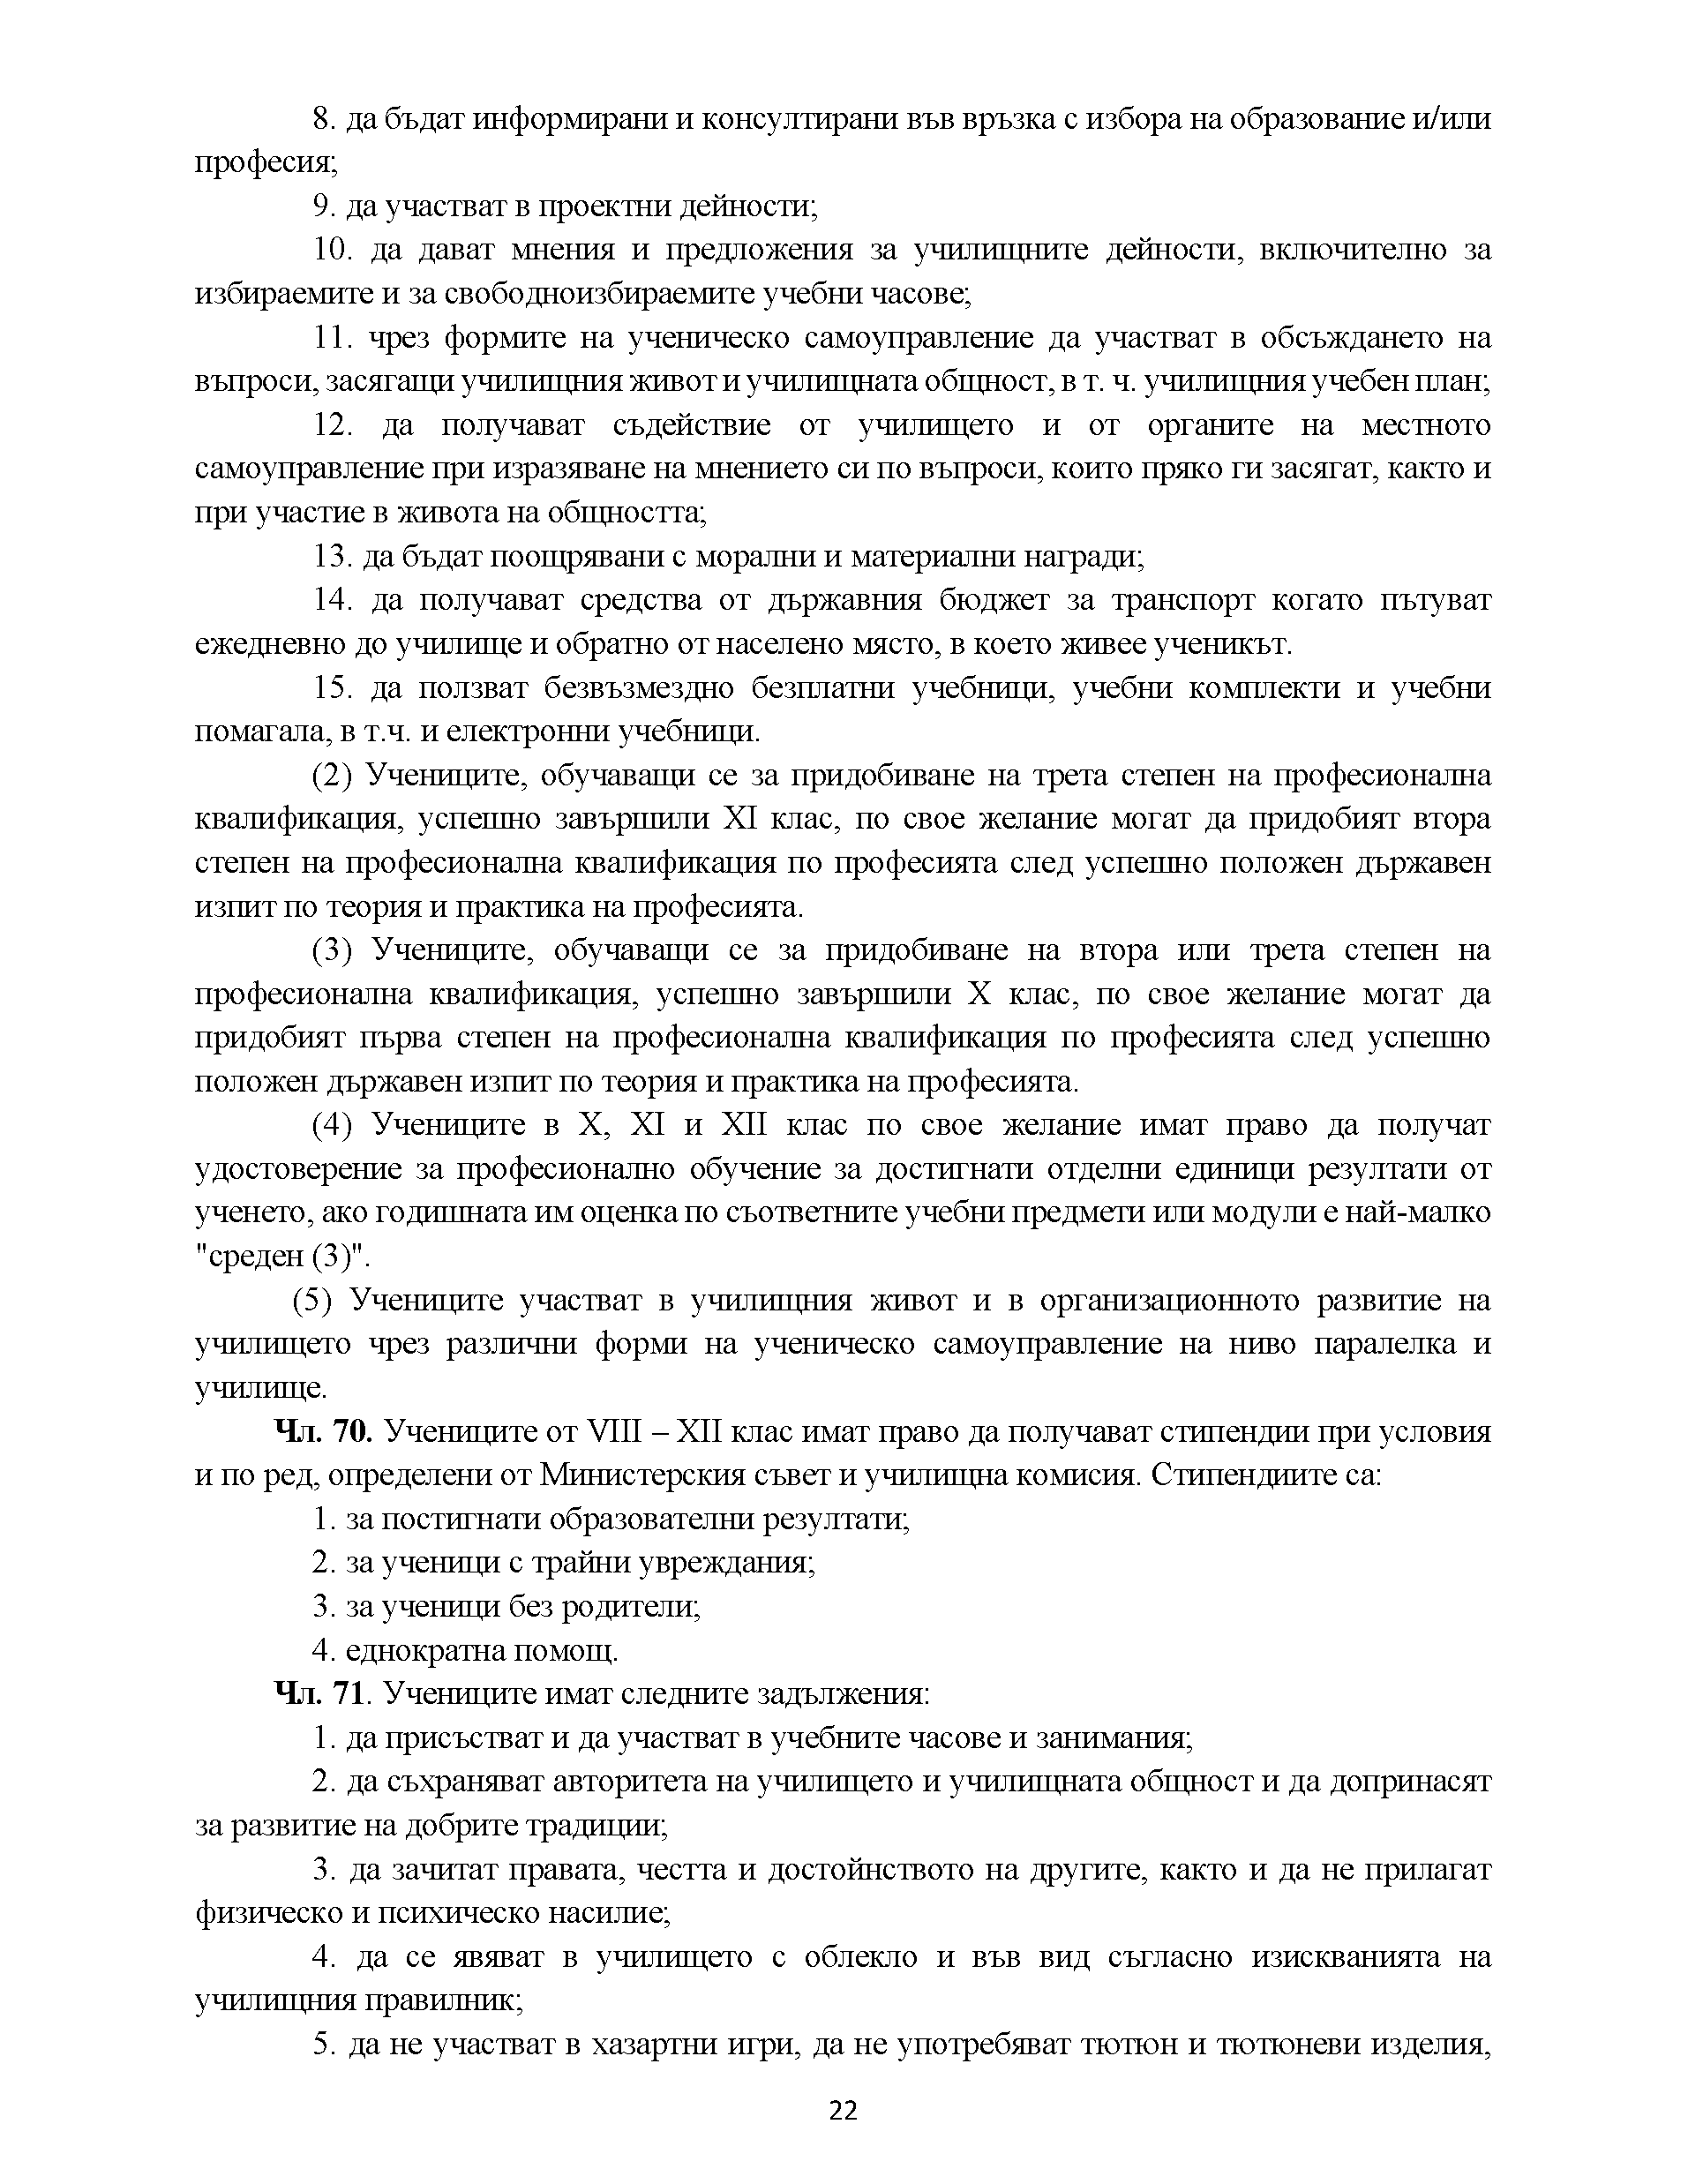 8. да бъдат информирани и консултирани във връзка с избора на образование и/или
професия;
9. да участват в проектни дейности;
10. да дават мнения и предложения за училищните дейности, включително за
избираемите и за свободноизбираемите учебни часове;
11. чрез формите на ученическо самоуправление да участват в обсъждането на
въпроси, засягащи училищния живот и училищната общност, в т. ч. училищния учебен план;
12. да получават съдействие от училището и от органите на местното
самоуправление при изразяване на мнението си по въпроси, които пряко ги засягат, както и
при участие в живота на общността;
13. да бъдат поощрявани с морални и материални награди;
14. да получават средства от държавния бюджет за транспорт когато пътуват
ежедневно до училище и обратно от населено място, в което живее ученикът.
15. да ползват безвъзмездно безплатни учебници, учебни комплекти и учебни
помагала, в т.ч. и електронни учебници.
(2) Учениците, обучаващи се за придобиване на трета степен на професионална
квалификация, успешно завършили XI клас, по свое желание могат да придобият втора
степен на професионална квалификация по професията след успешно положен държавен
изпит по теория и практика на професията.
(3) Учениците, обучаващи се за придобиване на втора или трета степен на
професионална квалификация, успешно завършили X клас, по свое желание могат да
придобият първа степен на професионална квалификация по професията след успешно
положен държавен изпит по теория и практика на професията.
(4) Учениците в X, XI и XII клас по свое желание имат право да получат
удостоверение за професионално обучение за достигнати отделни единици резултати от
ученето, ако годишната им оценка по съответните учебни предмети или модули е най-малко
"среден (3)".
(5) Учениците участват в училищния живот и в организационното развитие на
училището чрез различни форми на ученическо самоуправление на ниво паралелка и
училище.
Чл. 70. Учениците от VIII – XII клас имат право да получават стипендии при условия
и по ред, определени от Министерския съвет и училищна комисия. Стипендиите са:
1. за постигнати образователни резултати;
2. за ученици с трайни увреждания;
3. за ученици без родители;
4. еднократна помощ.
Чл. 71. Учениците имат следните задължения:
1. да присъстват и да участват в учебните часове и занимания;
2. да съхраняват авторитета на училището и училищната общност и да допринасят
за развитие на добрите традиции;
3. да зачитат правата, честта и достойнството на другите, както и да не прилагат
физическо и психическо насилие;
4. да се явяват в училището с облекло и във вид съгласно изискванията на
училищния правилник;
5. да не участват в хазартни игри, да не употребяват тютюн и тютюневи изделия,
22